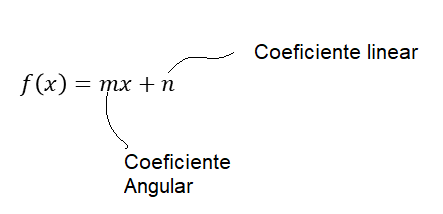 Coeficiente linear
f(x) = mx + n
Coeficiente
Angular